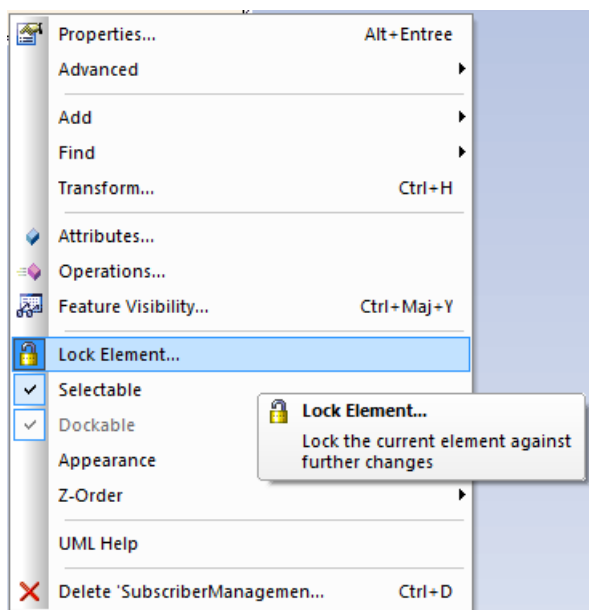 Properties... Alt+Entree
Advanced
Add
Find
Transform... Ctrl+H
Attributes...
Operations...
Feature Visibility... Ctrl+Maj+Y
Lock Element...
Selectable
Lock Element...
Dockable
Lock the current element against
further changes
Appearance
Z-Order
UML Help
Delete 'SubscriberManagemen... Ctrl+D